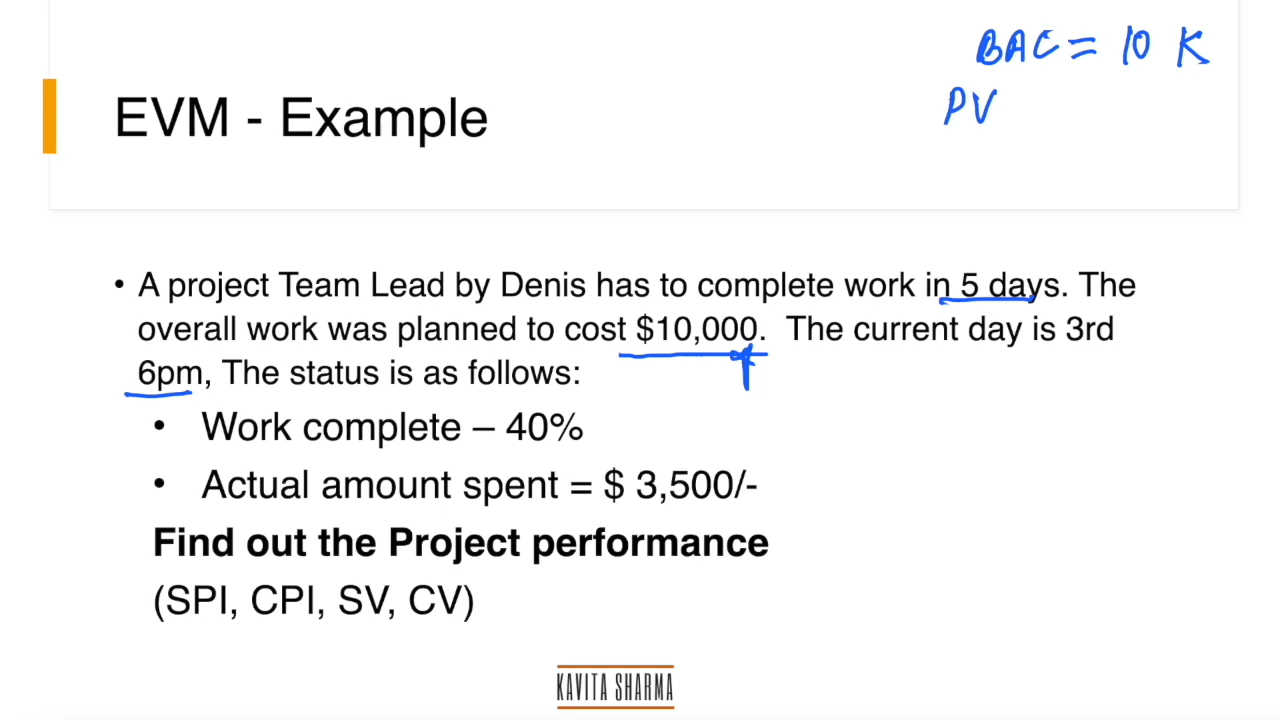 BAC = 10 K
PV
EVM - Example
• A project Team Lead by Denis has to complete work in 5 days. The
overall work was planned to cost $10,000. The current day is 3rd
6pm, The status is as follows:
• Work complete – 40%
• Actual amount spent = $ 3,500/-
Find out the Project performance
(SPI, CPI, SV, CV)
KAVITA SHARMA